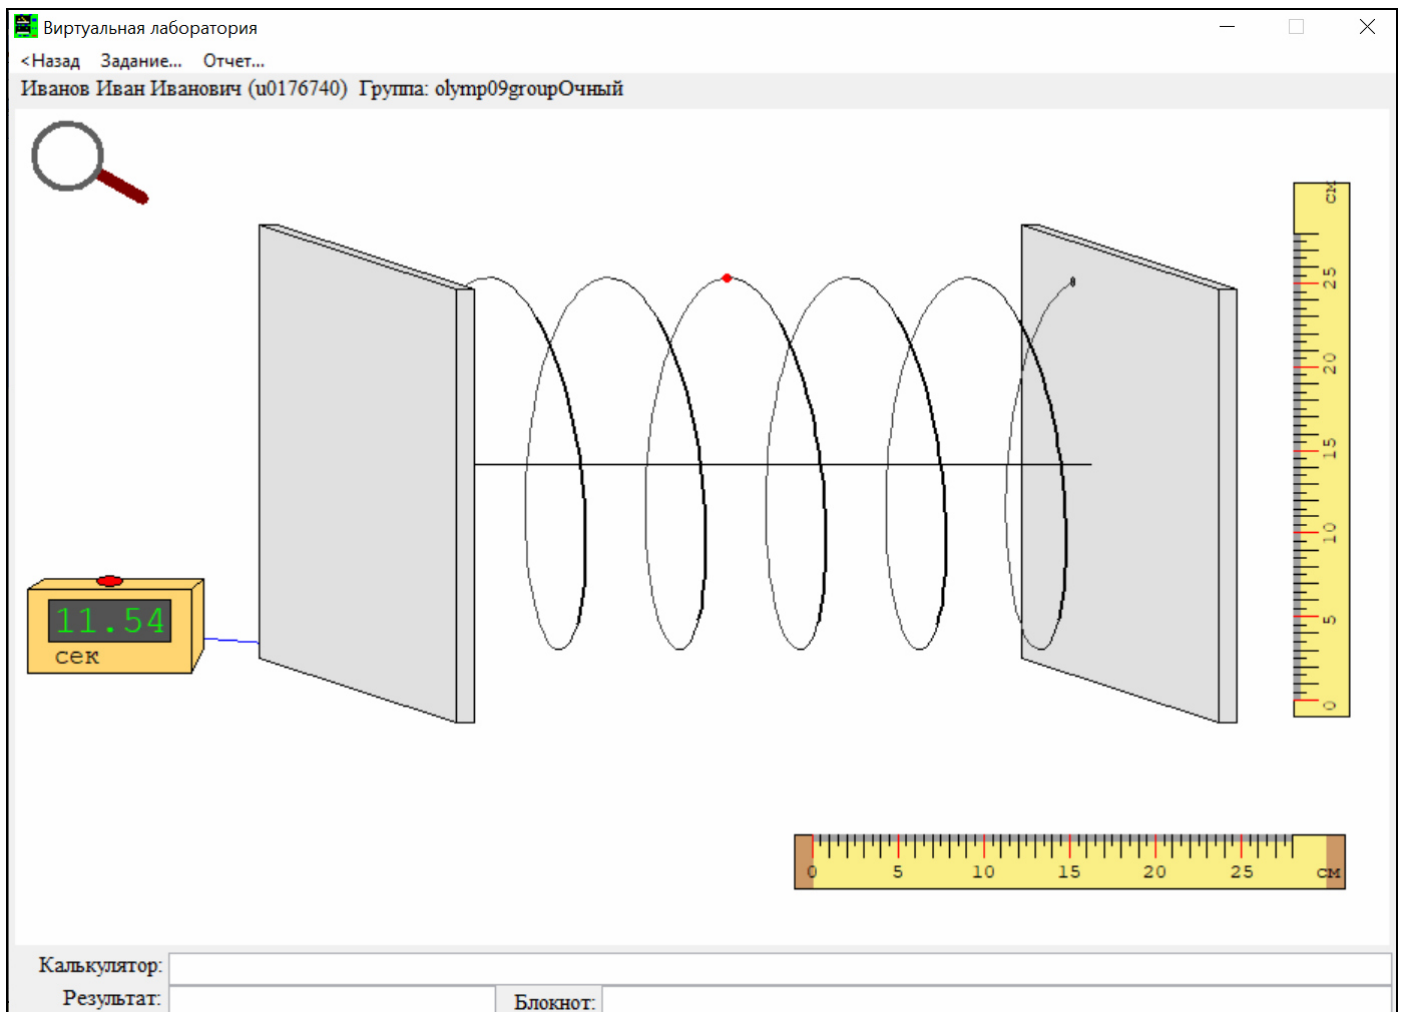 Виртуальная лаборатория
<Назад Задание... Отчет...
Иванов Иван Иванович (u0176740) Группа: olymp09groupОчный
см
25
20
15
10
5
0
11.54
сек
0 5 10 15 20 25 см
Калькулятор:
Результат: Блокнот: